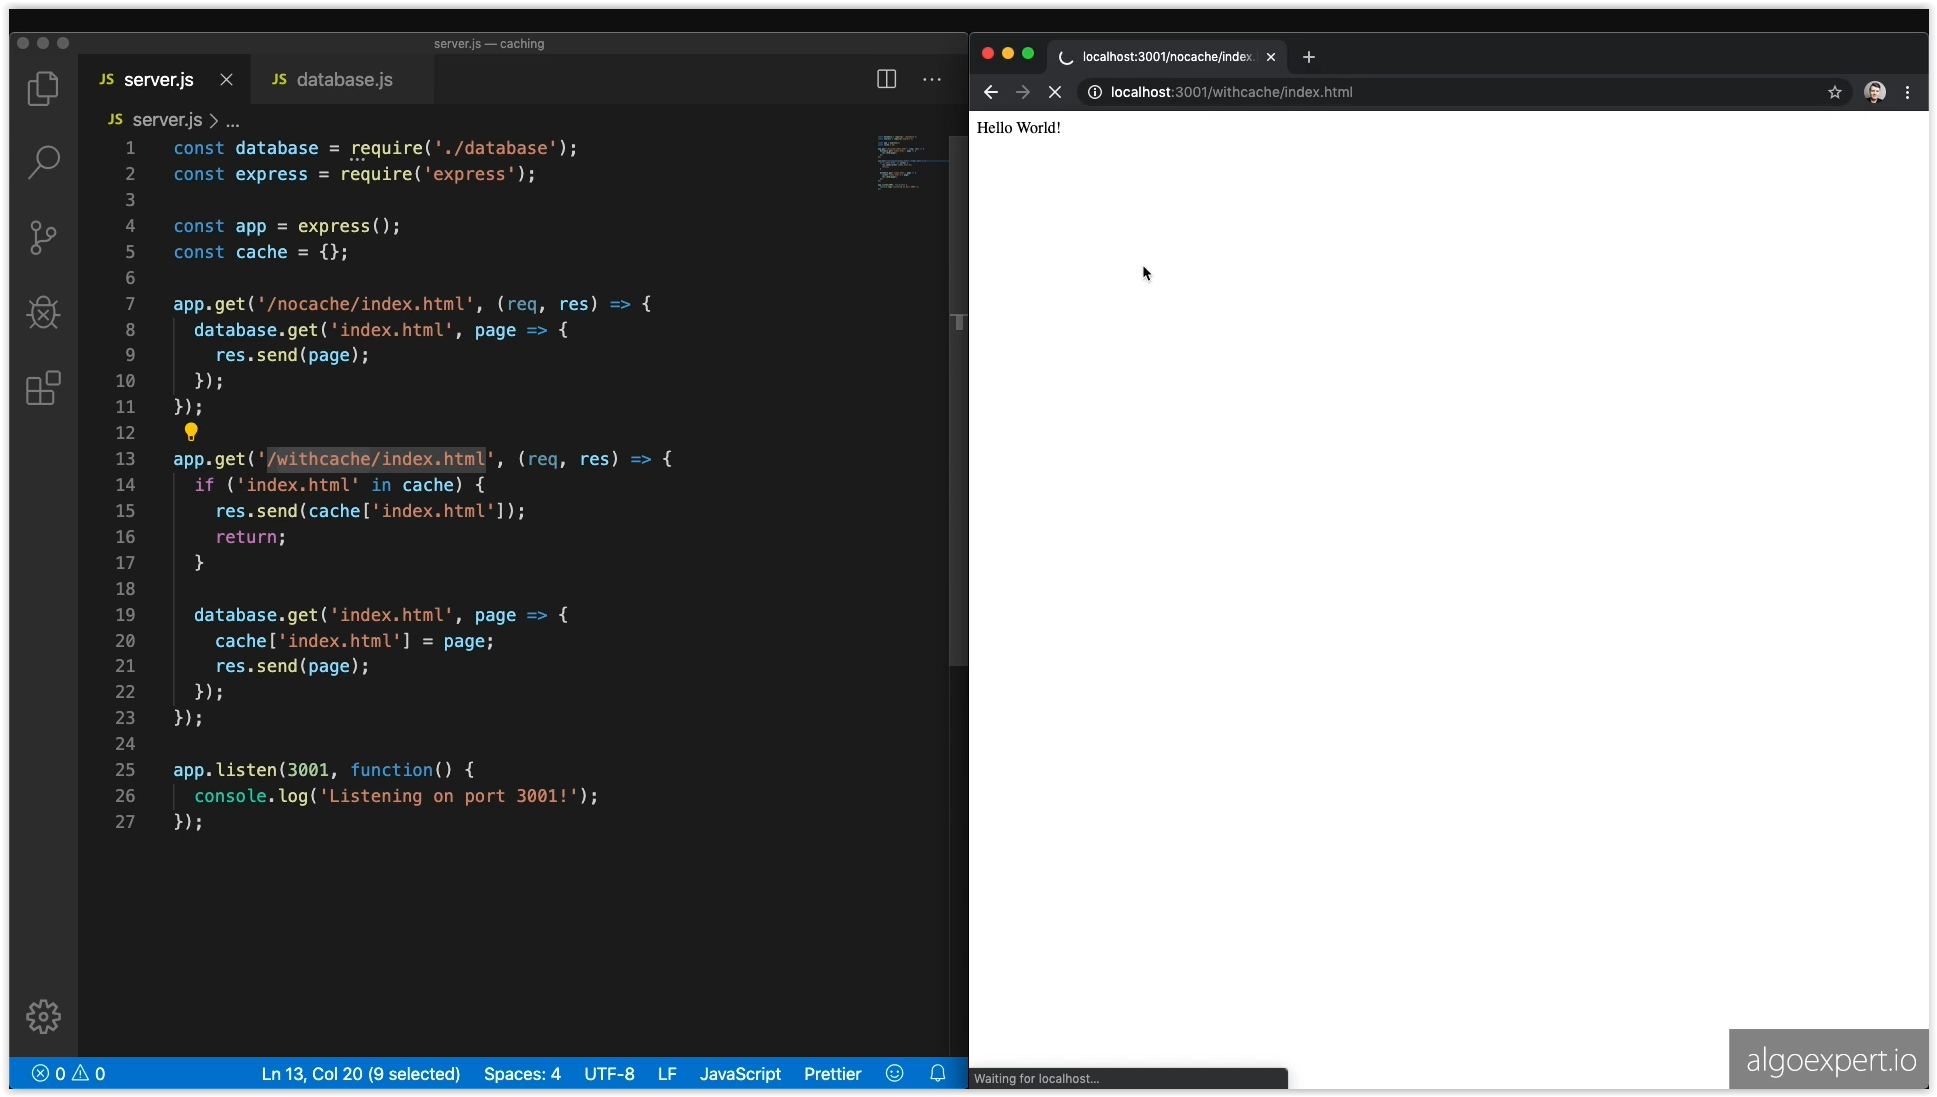 server.js — caching
JS server.js
JS database.js
JS server.js > ...
1 const database = require('./database');
2 const express = require('express');
3
4 const app = express();
5 const cache = {};
6
7 app.get('/nocache/index.html', (req, res) => {
8 database.get('index.html', page => {
9 res.send(page);
10 });
11 });
12
13 app.get('/withcache/index.html', (req, res) => {
14 if ('index.html' in cache) {
15 res.send(cache['index.html']);
16 return;
17 }
18
19 database.get('index.html', page => {
20 cache['index.html'] = page;
21 res.send(page);
22 });
23 });
24
25 app.listen(3001, function() {
26 console.log('Listening on port 3001!');
27 });
0 0 Ln 13, Col 20 (9 selected) Spaces: 4 UTF-8 LF JavaScript Prettier
localhost:3001/nocache/index.
localhost:3001/withcache/index.html
Hello World!
Waiting for localhost...
algoexpert.io